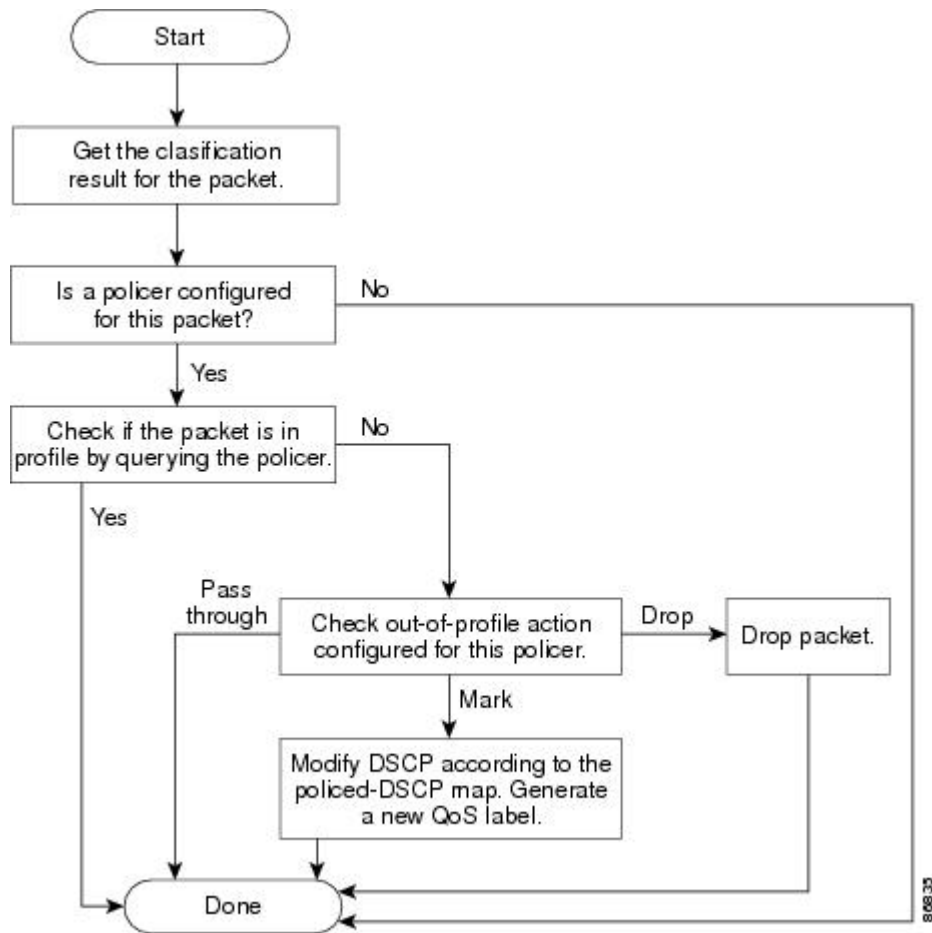 Start
Get the clasification
result for the packet.
Is a policer configured
for this packet?
No
Yes
Check if the packet is in
profile by querying the policer.
No
Yes
Pass
through
Check out-of-profile action
configured for this policer.
Drop
Drop packet.
Mark
Modify DSCP according to the
policed-DSCP map. Generate
a new QoS label.
Done
86835